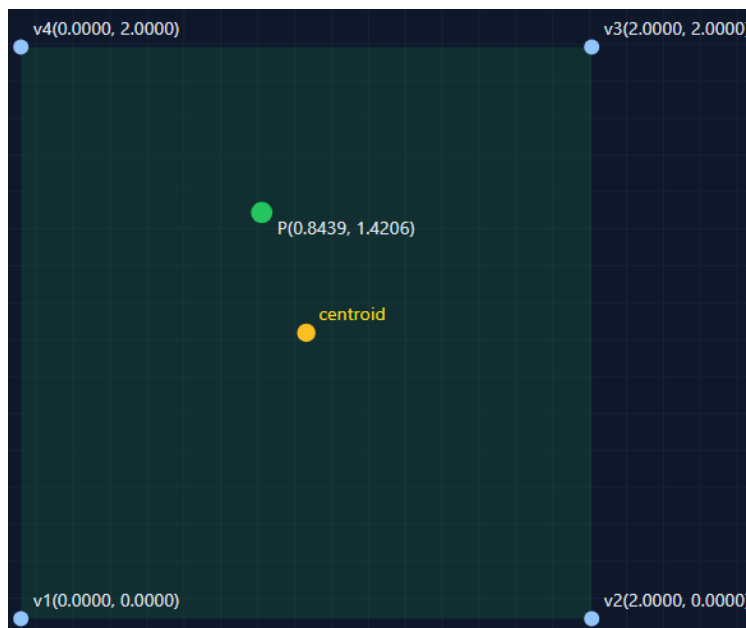 v4(0.0000, 2.0000)
v3(2.0000, 2.0000)
P(0.8439, 1.4206)
centroid
v1(0.0000, 0.0000)
v2(2.0000, 0.0000)